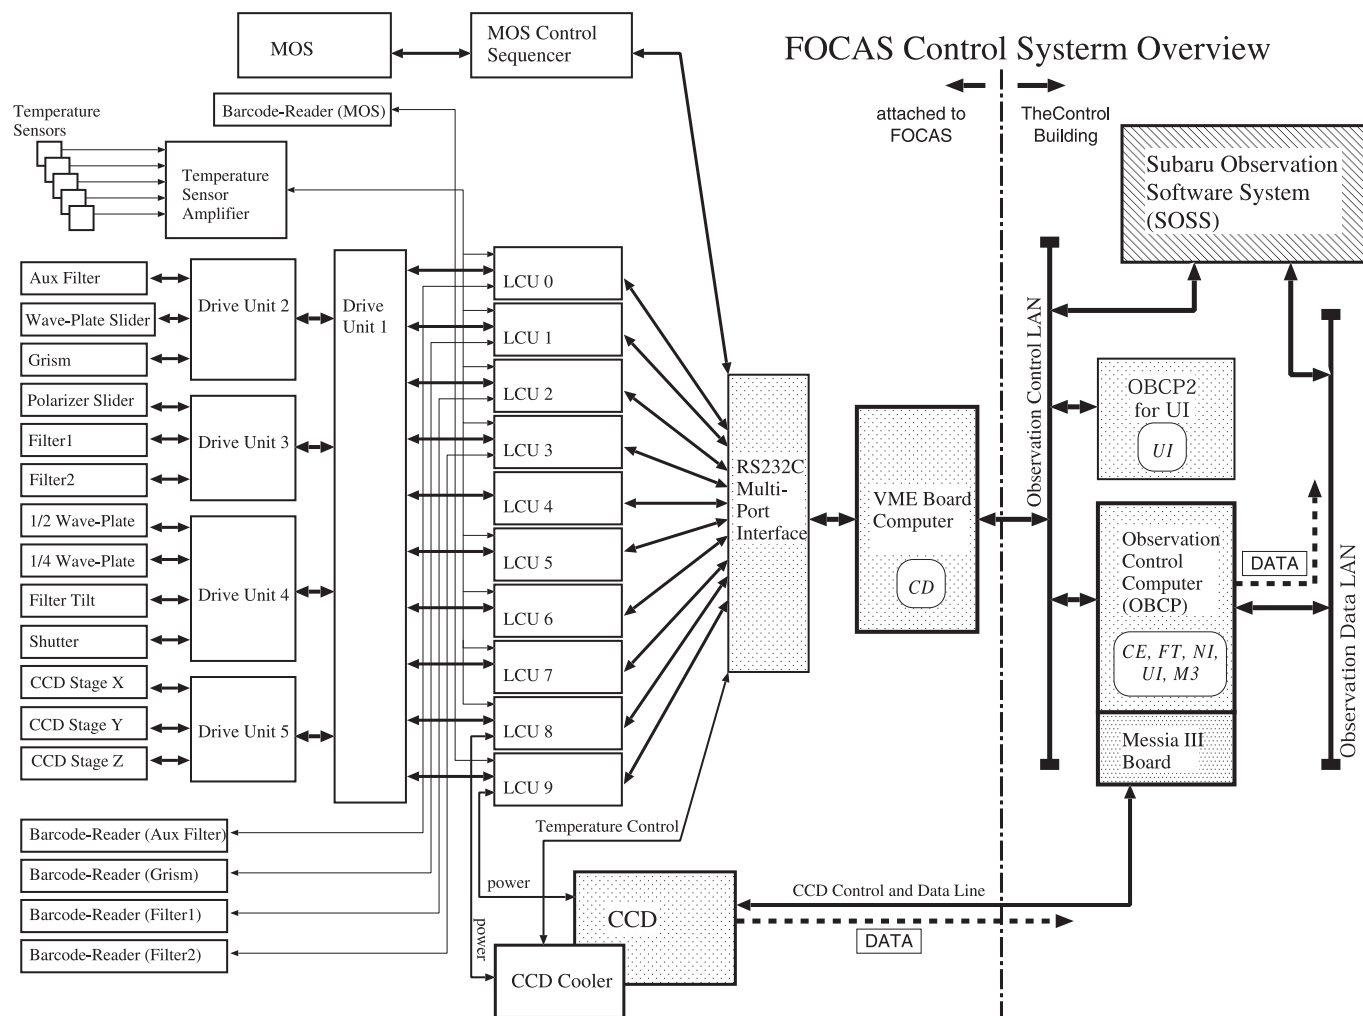 FOCAS Control Systerm Overview
MOS
MOS Control
Sequencer
attached to
FOCAS
TheControl
Building
Barcode-Reader (MOS)
Temperature
Sensors
Temperature
Sensor
Amplifier
Subaru Observation
Software System
(SOSS)
Aux Filter
Wave-Plate Slider
Grism
Polarizer Slider
Filter1
Filter2
1/2 Wave-Plate
1/4 Wave-Plate
Filter Tilt
Shutter
CCD Stage X
CCD Stage Y
CCD Stage Z
Drive Unit 2
Drive Unit 3
Drive Unit 4
Drive Unit 5
Drive
Unit 1
LCU 0
LCU 1
LCU 2
LCU 3
LCU 4
LCU 5
LCU 6
LCU 7
LCU 8
LCU 9
RS232C
Multi-
Port
Interface
VME Board
Computer
CD
Observation Control LAN
OBCP2
for UI
UI
Observation
Control
Computer
(OBCP)
CE, FT, NI,
UI, M3
Messia III
Board
DATA
Observation Data LAN
Barcode-Reader (Aux Filter)
Barcode-Reader (Grism)
Barcode-Reader (Filter1)
Barcode-Reader (Filter2)
Temperature Control
power
power
CCD
CCD Cooler
CCD Control and Data Line
DATA